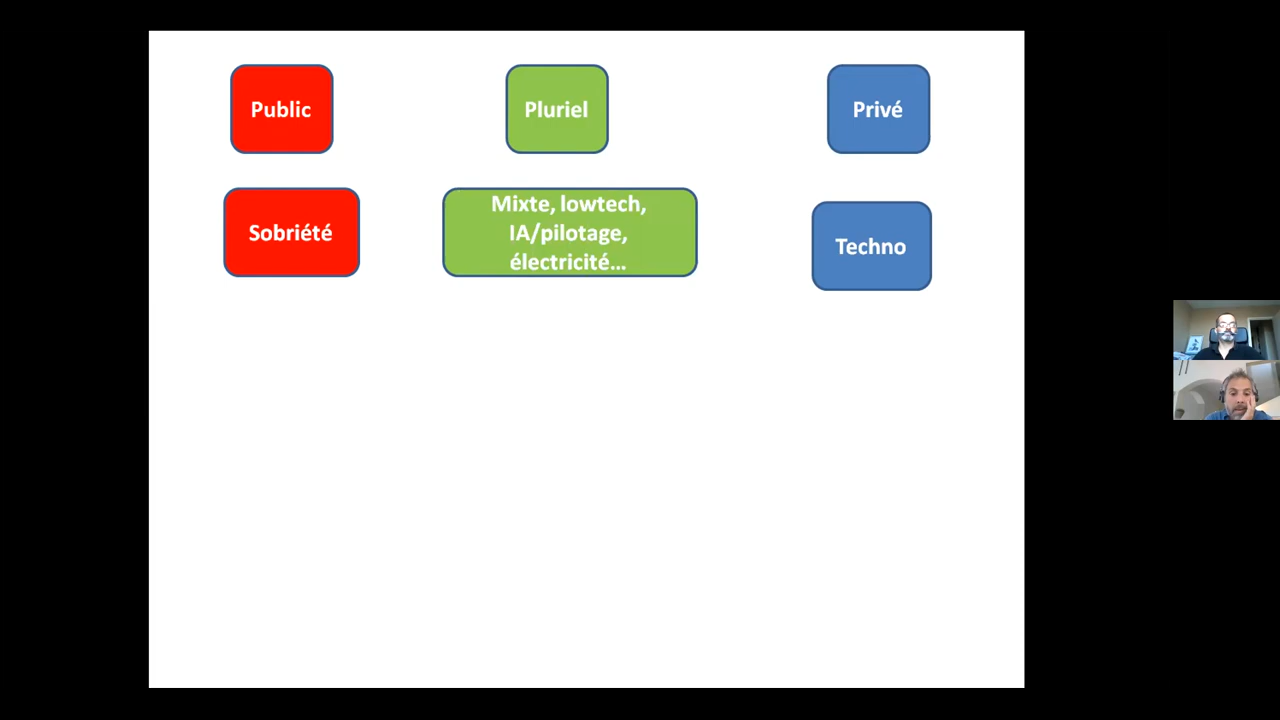 Public
Pluriel
Privé
Sobriété
Mixte, lowtech,
IA/pilotage,
électricité...
Techno